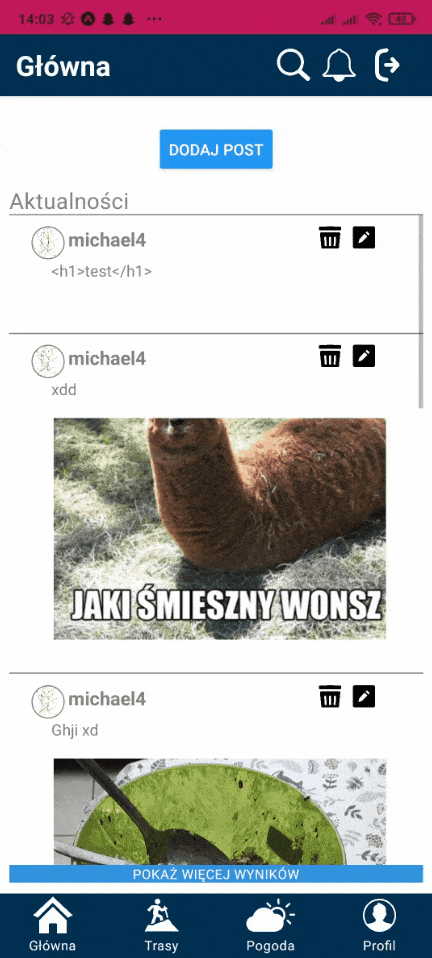 14:03
48
Główna
DODAJ POST
Aktualności
michael4
<h1>test</h1>
michael4
xdd
JAKI ŚMIESZNY WONSZ
michael4
Ghji xd
POKAŻ WIĘCEJ WYNIKÓW
Główna
Trasy
Pogoda
Profil